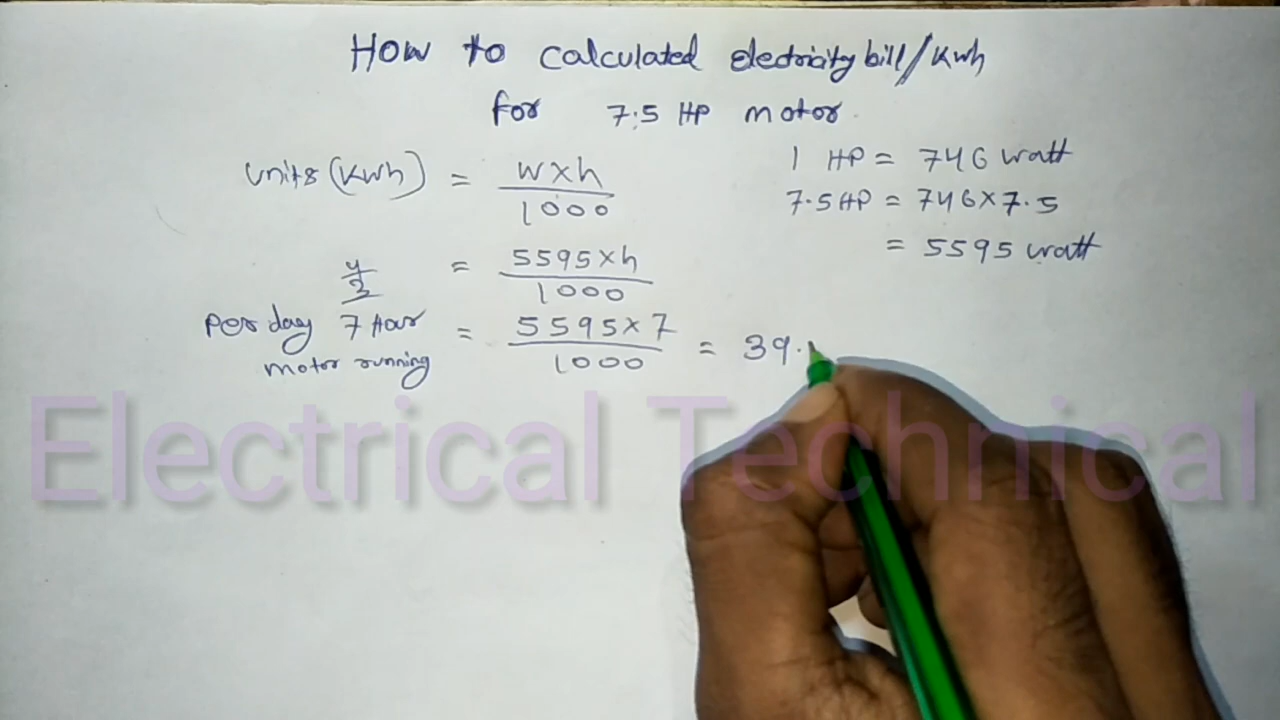 How to calculated electricity bill/Kwh
for 7.5 HP motor.
Units (Kwh) = W×h / 1000
1 HP = 746 watt
7.5 HP = 746×7.5
= 5595 watt
= 5595×h / 1000
Per day 7 Hour = 5595×7 / 1000 = 39.
motor running
Electrical Technical